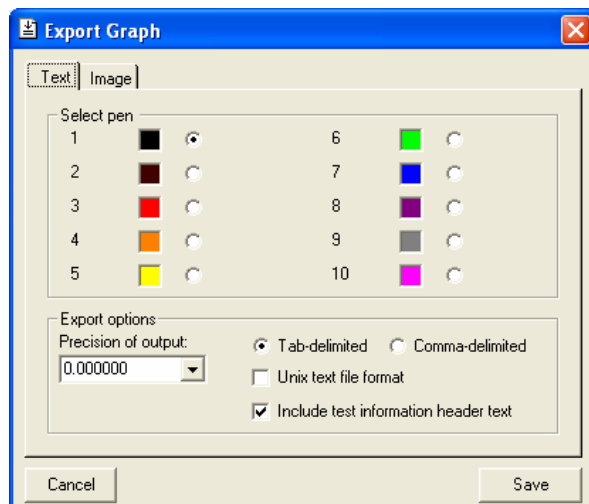 Export Graph
Text Image
Select pen
1 6
2 7
3 8
4 9
5 10
Export options
Precision of output:
Tab-delimited Comma-delimited
0.000000
Unix text file format
Include test information header text
Cancel Save